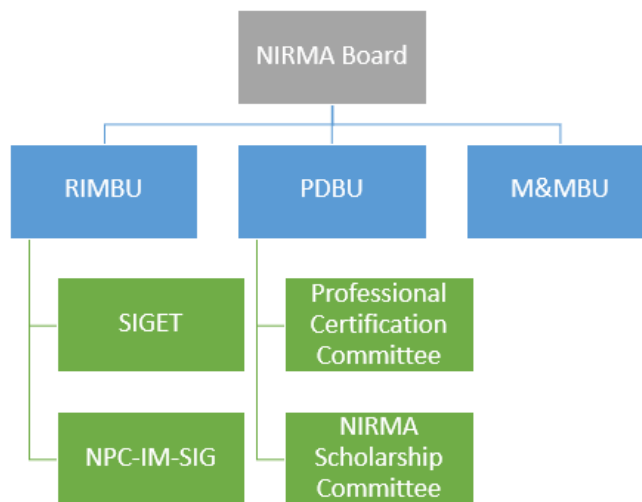 NIRMA Board
RIMBU
PDBU
M&MBU
SIGET
Professional
Certification
Committee
NPC-IM-SIG
NIRMA
Scholarship
Committee